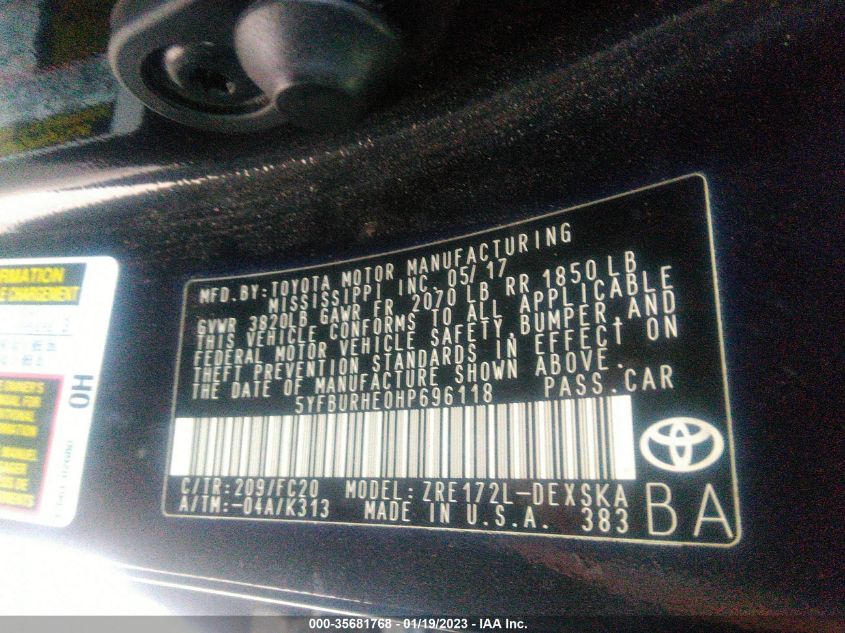 MFD.BY:TOYOTA MOTOR MANUFACTURING
MISSISSIPPI INC. 05/17
GVWR 3820LB GAWR FR 2070 LB RR 1850 LB
THIS VEHICLE CONFORMS TO ALL APPLICABLE
FEDERAL MOTOR VEHICLE SAFETY,BUMPER,AND
THEFT PREVENTION STANDARDS IN EFFECT ON
THE DATE OF MANUFACTURE SHOWN ABOVE.
5YFBURHE0HP696118 PASS.CAR
C/TR:209/FC20 MODEL:ZRE172L-DEXSKA
A/TM:-04A/K313 MADE IN U.S.A. 383
BA
RMATION
CHARGEMENT
HO
000-35681768 - 01/19/2023 - IAA Inc.